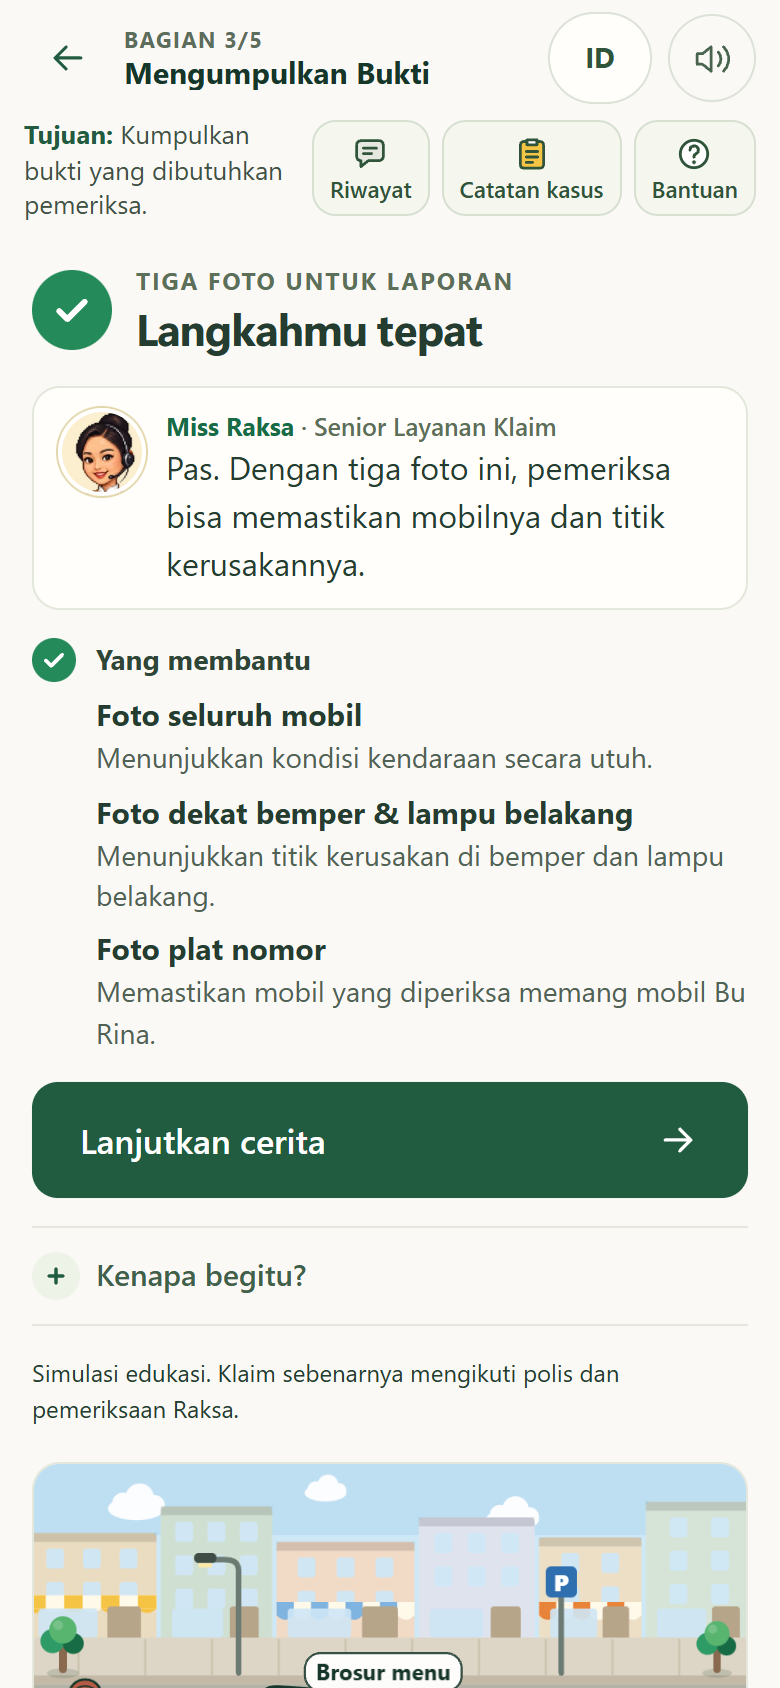 BAGIAN 3/5
Mengumpulkan Bukti
ID
Tujuan: Kumpulkan
bukti yang dibutuhkan
pemeriksa.
Riwayat
Catatan kasus
Bantuan
TIGA FOTO UNTUK LAPORAN
Langkahmu tepat
Miss Raksa · Senior Layanan Klaim
Pas. Dengan tiga foto ini, pemeriksa
bisa memastikan mobilnya dan titik
kerusakannya.
Yang membantu
Foto seluruh mobil
Menunjukkan kondisi kendaraan secara utuh.
Foto dekat bemper & lampu belakang
Menunjukkan titik kerusakan di bemper dan lampu
belakang.
Foto plat nomor
Memastikan mobil yang diperiksa memang mobil Bu
Rina.
Lanjutkan cerita
Kenapa begitu?
Simulasi edukasi. Klaim sebenarnya mengikuti polis dan
pemeriksaan Raksa.
P
Brosur menu